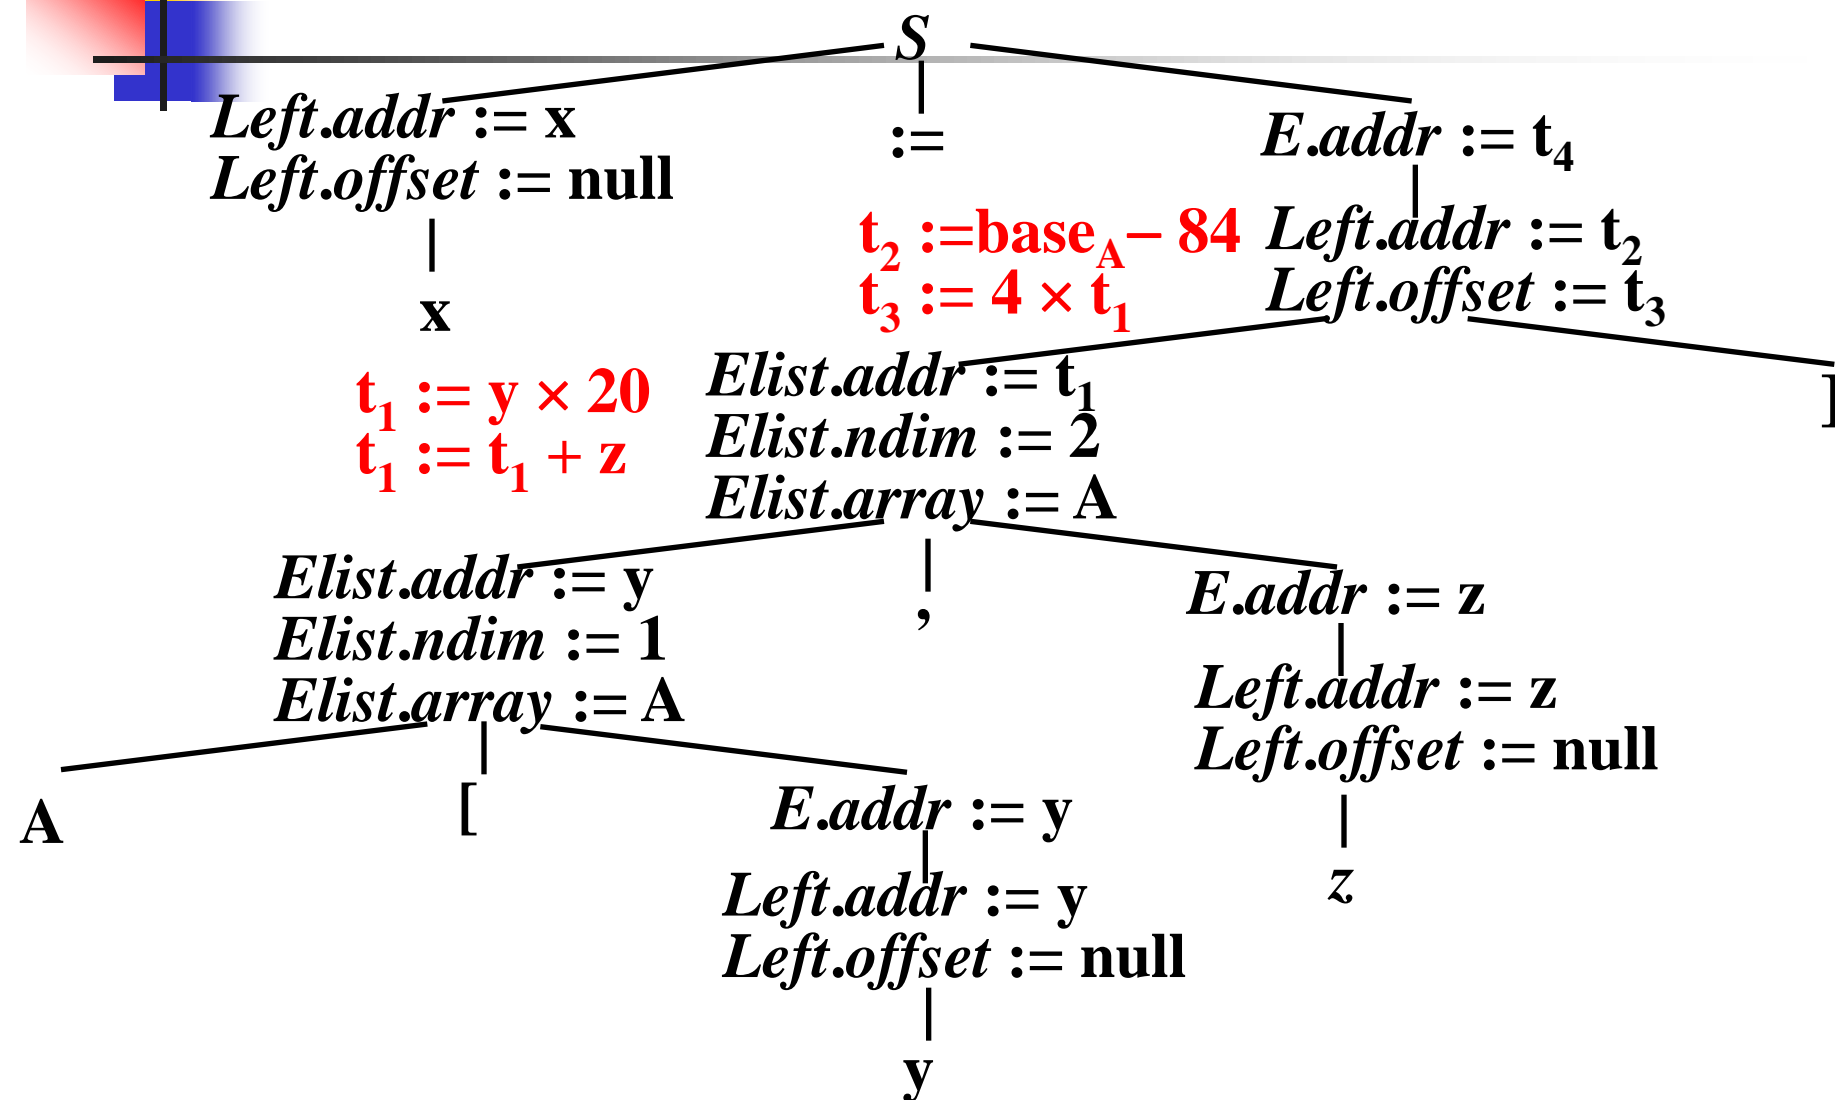 S
Left.addr := x
Left.offset := null
:=
E.addr := t₄
x
t₂ :=base_A– 84
t₃ := 4 × t₁
Left.addr := t₂
Left.offset := t₃
t₁ := y × 20
t₁ := t₁ + z
Elist.addr := t₁
Elist.ndim := 2
Elist.array := A
]
Elist.addr := y
Elist.ndim := 1
Elist.array := A
,
E.addr := z
Left.addr := z
Left.offset := null
A
[
E.addr := y
z
Left.addr := y
Left.offset := null
y